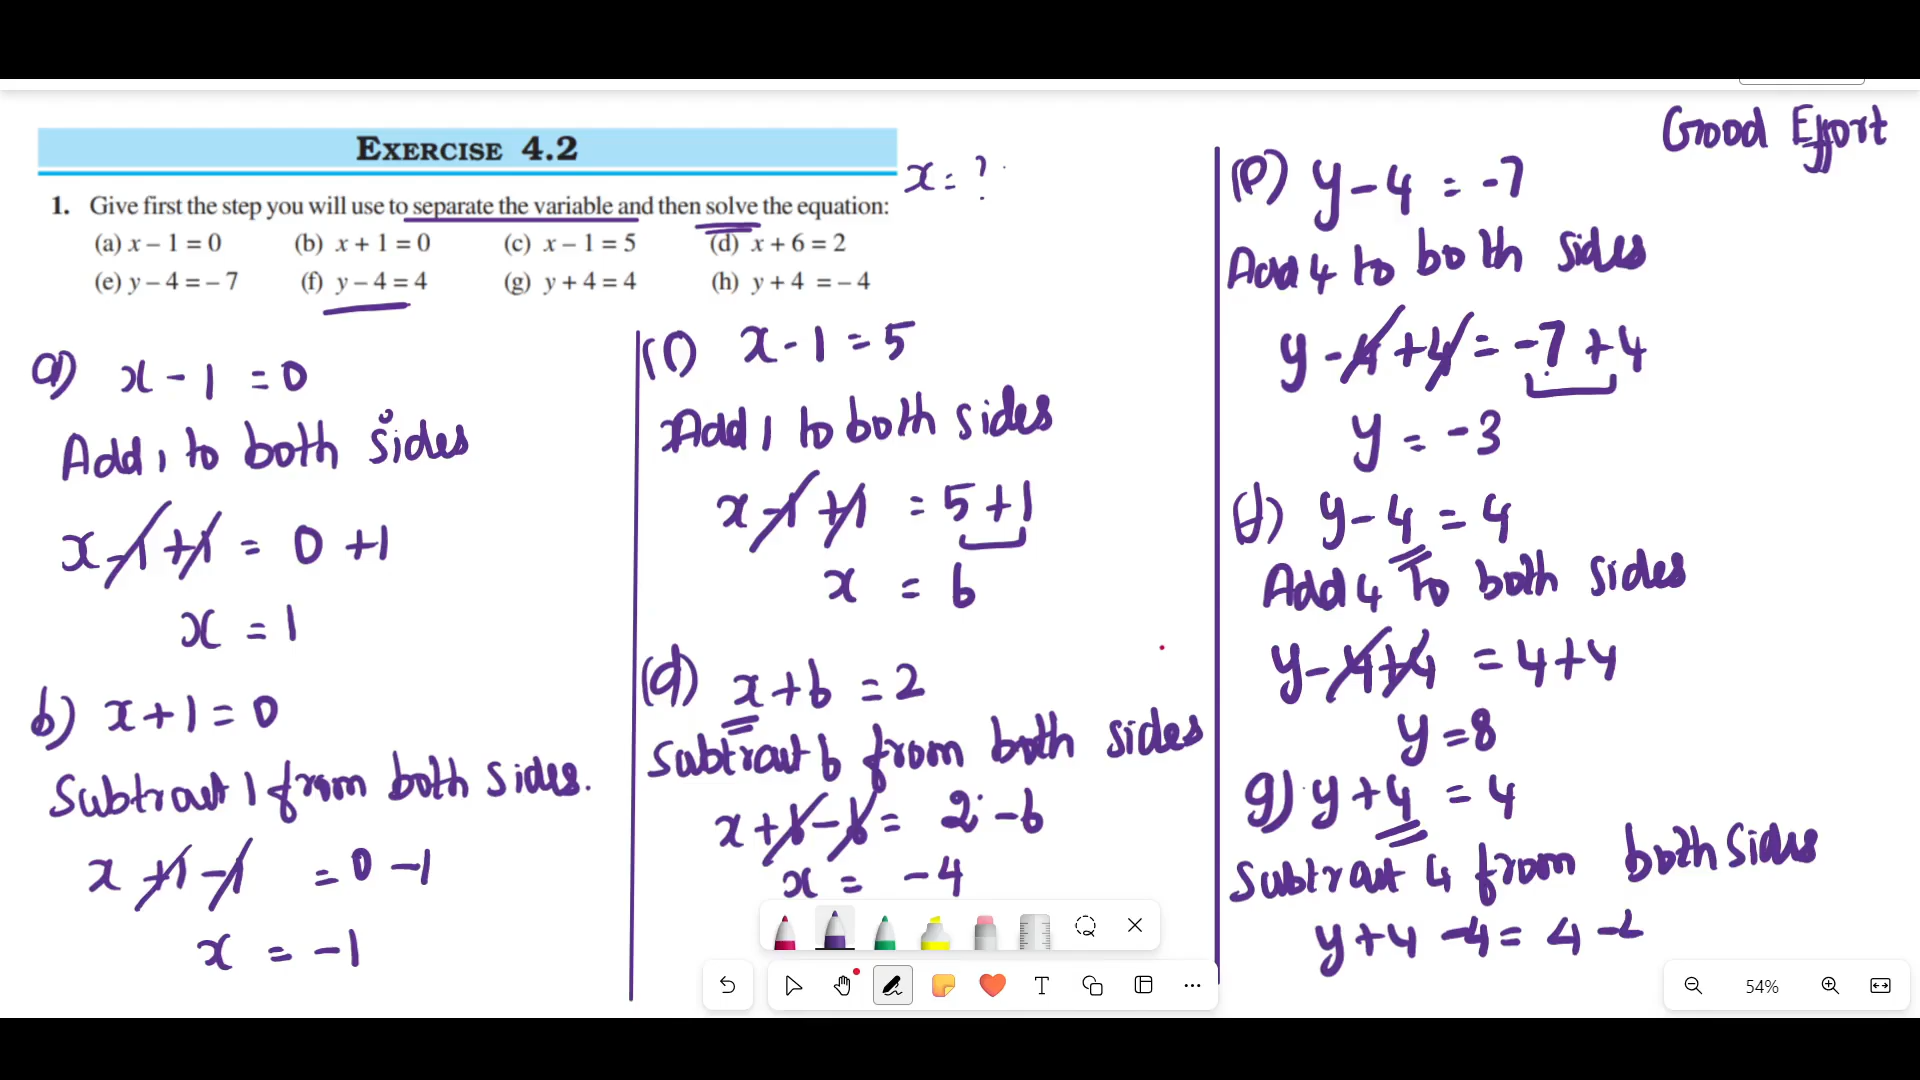 EXERCISE 4.2
1. Give first the step you will use to separate the variable and then solve the equation:
(a) x – 1 = 0 (b) x + 1 = 0 (c) x – 1 = 5 (d) x + 6 = 2
(e) y – 4 = – 7 (f) y – 4 = 4 (g) y + 4 = 4 (h) y + 4 = – 4
x = ?
a) x - 1 = 0
Add 1 to both sides
x - 1 + 1 = 0 + 1
x = 1
b) x + 1 = 0
Subtract 1 from both sides.
x + 1 - 1 = 0 - 1
x = -1
(c) x - 1 = 5
Add 1 to both sides
x - 1 + 1 = 5 + 1
x = 6
(d) x + 6 = 2
Subtract 6 from both sides
x + 6 - 6 = 2 - 6
x = -4
Good Effort
(e) y - 4 = -7
Add 4 to both sides
y - 4 + 4 = -7 + 4
y = -3
(f) y - 4 = 4
Add 4 To both sides
y - 4 + 4 = 4 + 4
y = 8
g) y + 4 = 4
Subtract 4 from both sides
y + 4 - 4 = 4 - 4
54%